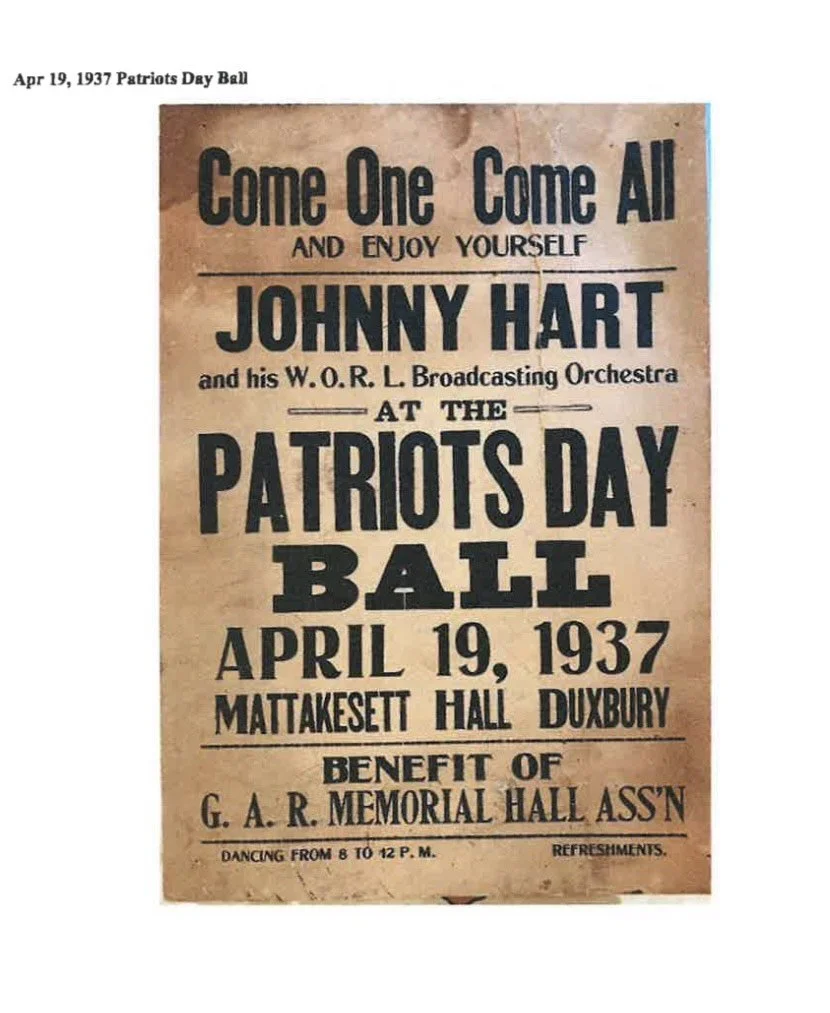 Apr 19, 1937 Patriots Day Ball
Come One Come All
AND ENJOY YOURSELF
JOHNNY HART
and his W. O. R. L. Broadcasting Orchestra
AT THE
PATRIOTS DAY
BALL
APRIL 19, 1937
MATTAKESETT HALL DUXBURY
BENEFIT OF
G. A. R. MEMORIAL HALL ASS'N
DANCING FROM 8 TO 12 P. M. REFRESHMENTS.